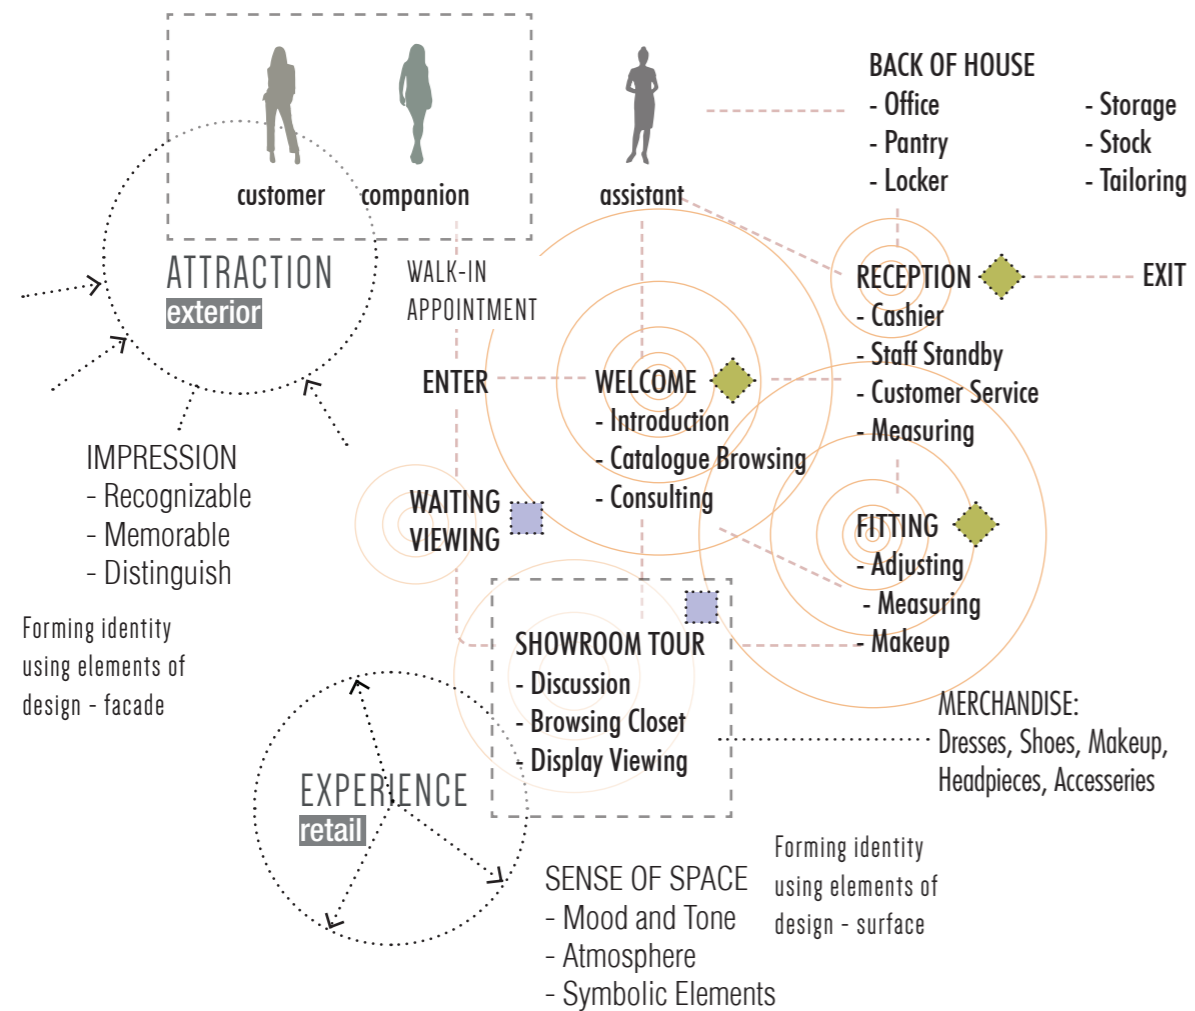 customer
companion
assistant
BACK OF HOUSE
- Office
- Pantry
- Locker
- Storage
- Stock
- Tailoring
ATTRACTION
exterior
WALK-IN
APPOINTMENT
RECEPTION
- Cashier
- Staff Standby
- Customer Service
- Measuring
EXIT
ENTER
WELCOME
- Introduction
- Catalogue Browsing
- Consulting
IMPRESSION
- Recognizable
- Memorable
- Distinguish
WAITING
VIEWING
FITTING
- Adjusting
- Measuring
- Makeup
Forming identity
using elements of
design - facade
SHOWROOM TOUR
- Discussion
- Browsing Closet
- Display Viewing
MERCHANDISE:
Dresses, Shoes, Makeup,
Headpieces, Accesseries
EXPERIENCE
retail
SENSE OF SPACE
- Mood and Tone
- Atmosphere
- Symbolic Elements
Forming identity
using elements of
design - surface